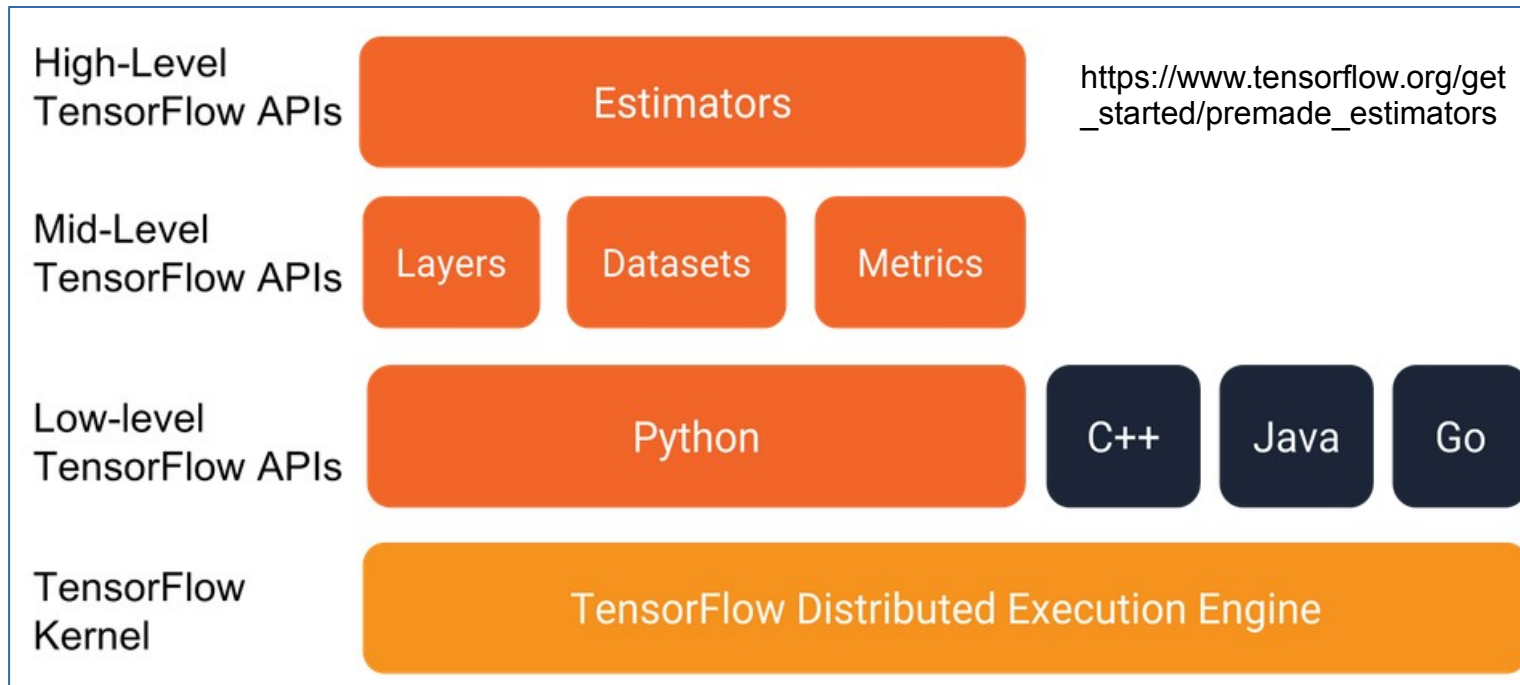 High-Level
TensorFlow APIs
Estimators
https://www.tensorflow.org/get
_started/premade_estimators
Mid-Level
TensorFlow APIs
Layers
Datasets
Metrics
Low-level
TensorFlow APIs
Python
C++
Java
Go
TensorFlow
Kernel
TensorFlow Distributed Execution Engine